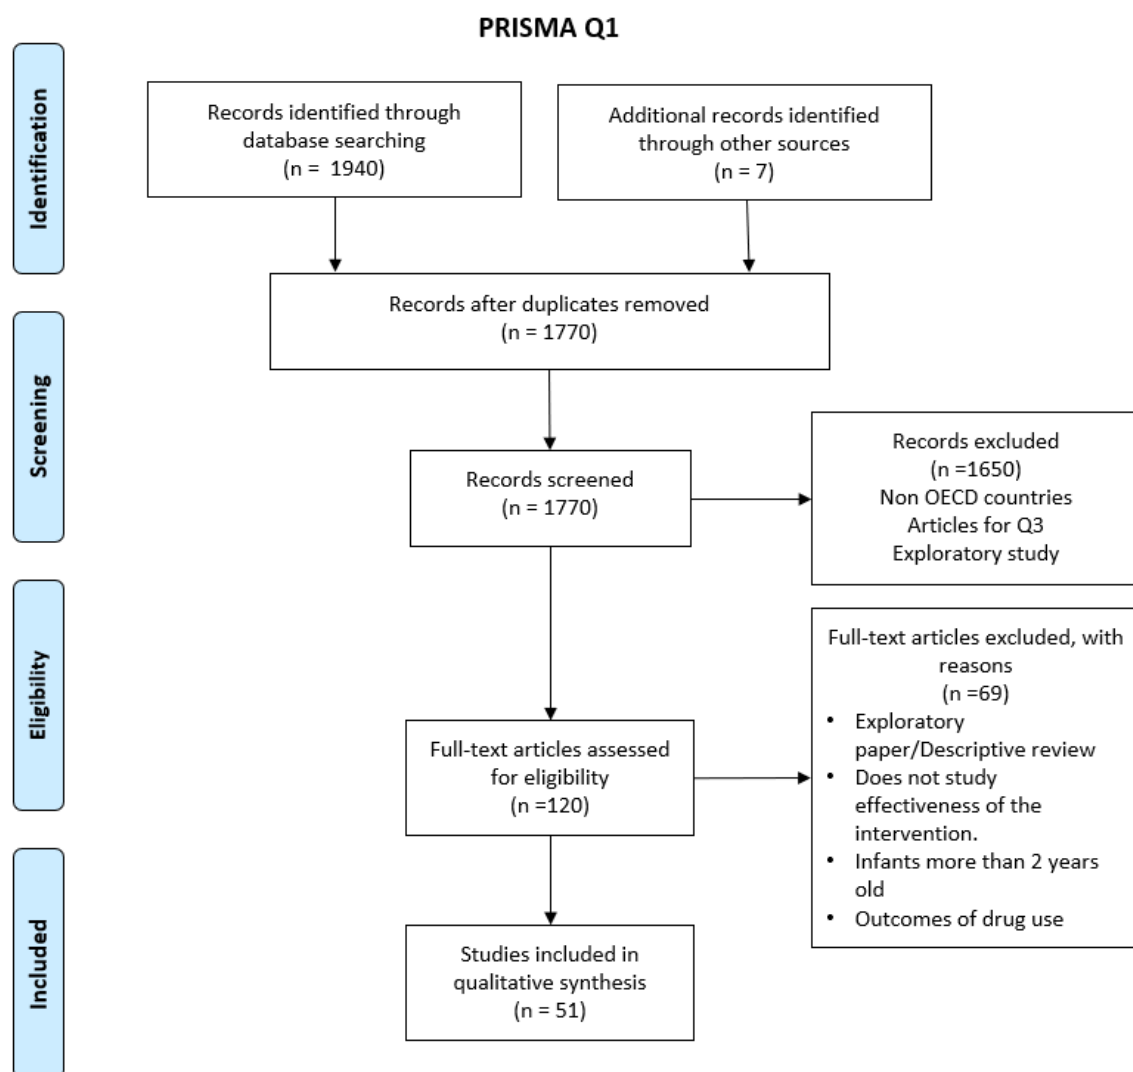 PRISMA Q1
Identification
Records identified through
database searching
(n =  1940)
Additional records identified
through other sources
(n = 7)
Records after duplicates removed
(n = 1770)
Screening
Records screened
(n = 1770)
Records excluded
(n =1650)
Non OECD countries
Articles for Q3
Exploratory study
Eligibility
Full-text articles assessed
for eligibility
(n =120)
Full-text articles excluded, with
reasons
(n =69)
• Exploratory
paper/Descriptive review
• Does not study
effectiveness of the
intervention.
• Infants more than 2 years
old
• Outcomes of drug use
Included
Studies included in
qualitative synthesis
(n = 51)